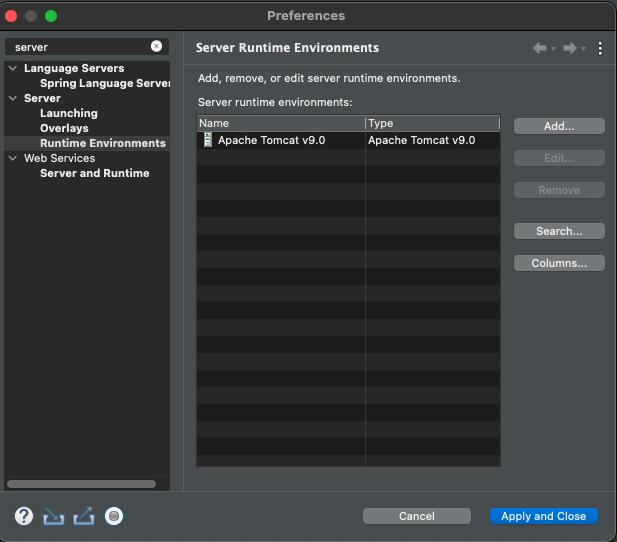 Preferences
server
Language Servers
Spring Language Server
Server
Launching
Overlays
Runtime Environments
Web Services
Server and Runtime
Server Runtime Environments
Add, remove, or edit server runtime environments.
Server runtime environments:
Name Type
Apache Tomcat v9.0 Apache Tomcat v9.0
Add...
Edit...
Remove
Search...
Columns...
?
Cancel
Apply and Close